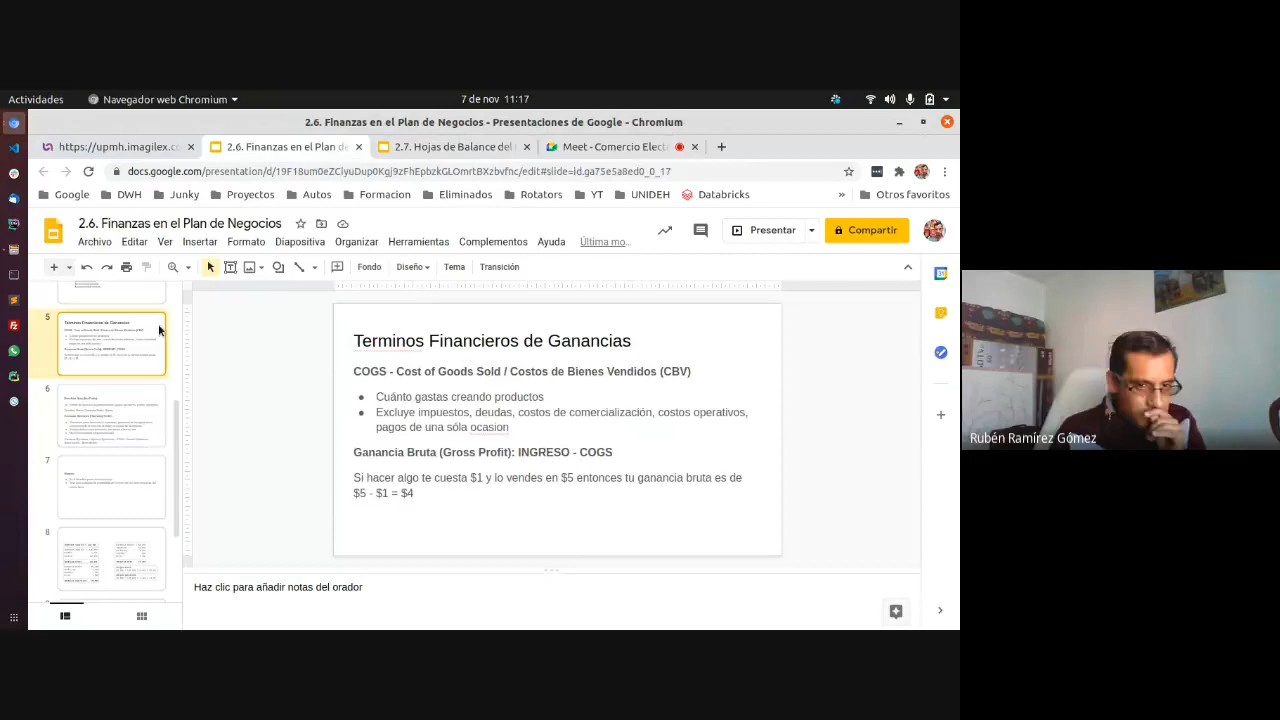 Actividades
Navegador web Chromium
7 de nov 11:17
2.6. Finanzas en el Plan de Negocios - Presentaciones de Google - Chromium
https://upmh.imagilex.co
2.6. Finanzas en el Plan d
2.7. Hojas de Balance del
Meet - Comercio Elect
docs.google.com/presentation/d/19F18um0eZCiyuDup0Kgj9zFhEpbzkGLOmrtBXzbvfnc/edit#slide=id.ga75e5a8ed0_0_17
Google
DWH
Junky
Proyectos
Autos
Formacion
Eliminados
Rotators
YT
UNIDEH
Databricks
»
Otros favoritos
2.6. Finanzas en el Plan de Negocios
Archivo Editar Ver Insertar Formato Diapositiva Organizar Herramientas Complementos Ayuda Última mo...
Presentar
Compartir
Fondo Diseño Tema Transición
5
Terminos Financieros de Ganancias
6
7
8
Terminos Financieros de Ganancias
COGS - Cost of Goods Sold / Costos de Bienes Vendidos (CBV)
● Cuánto gastas creando productos
● Excluye impuestos, deudas, costos de comercialización, costos operativos,
pagos de una sóla ocasion
Ganancia Bruta (Gross Profit): INGRESO - COGS
Si hacer algo te cuesta $1 y lo vendes en $5 entonces tu ganancia bruta es de
$5 - $1 = $4
Haz clic para añadir notas del orador
Rubén Ramírez Gómez